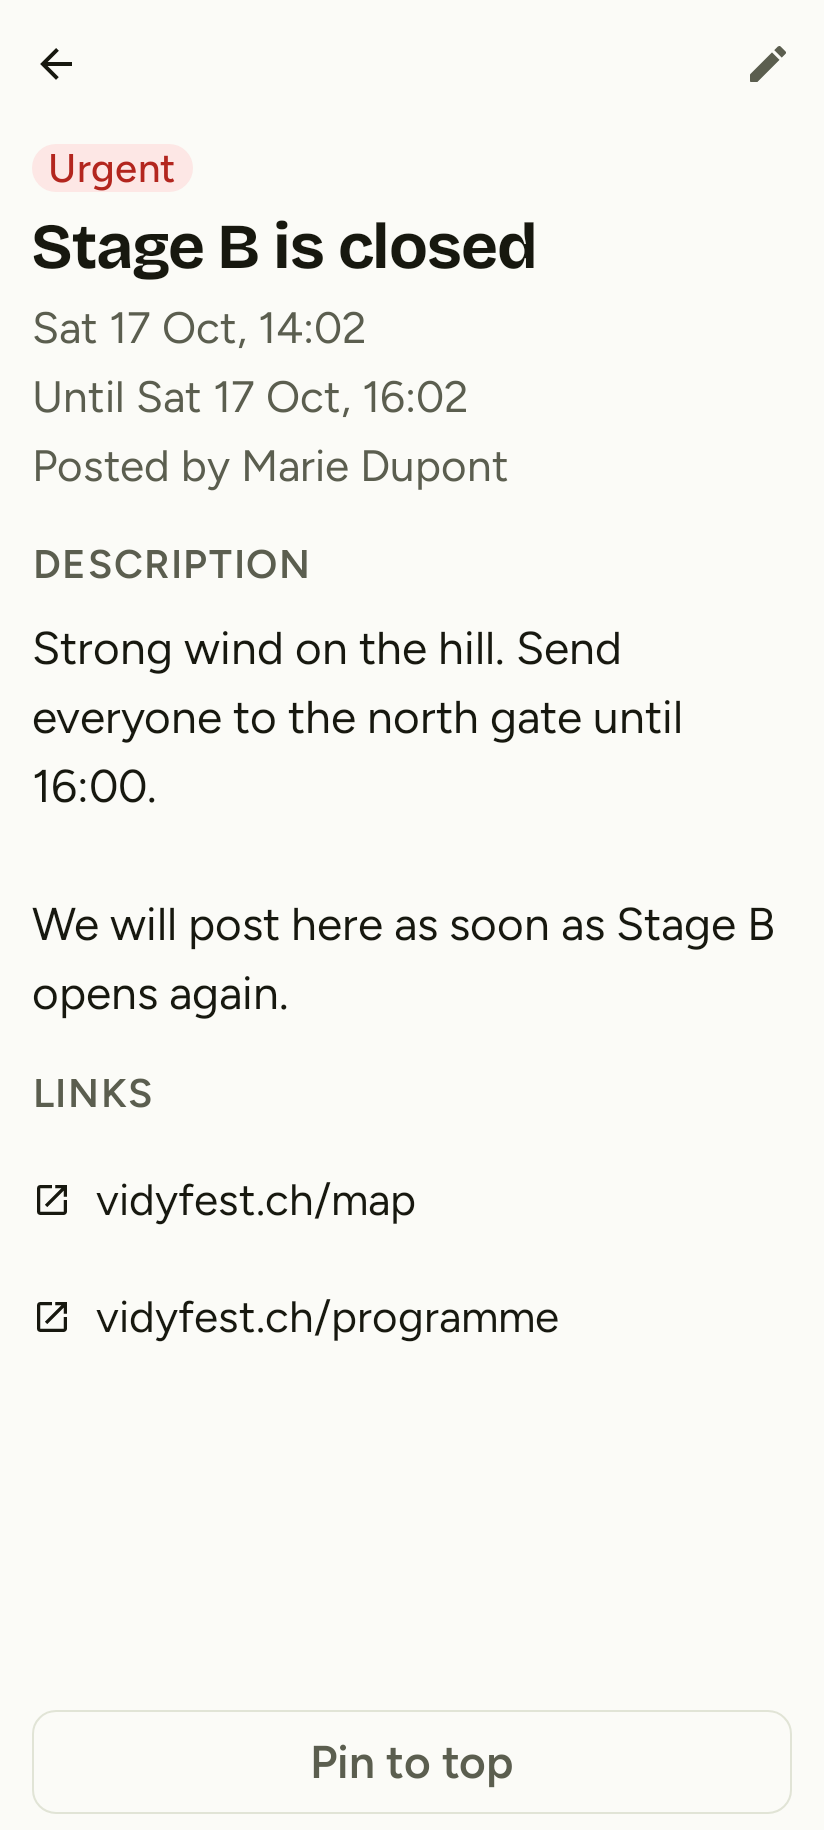 Urgent
Stage B is closed
Sat 17 Oct, 14:02
Until Sat 17 Oct, 16:02
Posted by Marie Dupont
DESCRIPTION
Strong wind on the hill. Send
everyone to the north gate until
16:00.
We will post here as soon as Stage B
opens again.
LINKS
vidyfest.ch/map
vidyfest.ch/programme
Pin to top